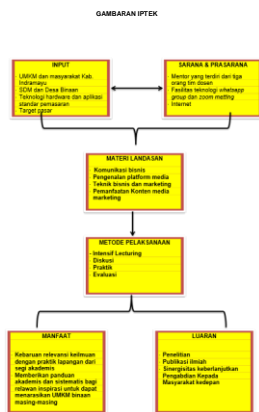 GAMBARAN IPTEK
INPUT
UMKM dan masyarakat Kab.
Indramayu
SDM dan Desa Binaan
Teknologi hardware dan aplikasi
standar pemasaran
Target pasar
SARANA & PRASARANA
- Mentor yang terdiri dari tiga
orang tim dosen
- Fasilitas teknologi whatsapp
group dan zoom metting
- Internet
MATERI LANDASAN
Komunikasi bisnis
Pengenalan platform media
Teknik bisnis dan marketing
Pemanfaatan Konten media
marketing
METODE PELAKSANAAN
- Intensif Lecturing
Diskusi
Praktik
Evaluasi
MANFAAT
Kebaruan relevansi keilmuan
dengan praktik lapangan dari
segi akademis
Memberikan panduan
akademis dan sistematis bagi
relawan inspirasi untuk dapat
menarasikan UMKM binaan
masing-masing
LUARAN
Penelitian
Publikasi ilmiah
Sinergisitas keberlanjutkan
Pengabdian Kepada
Masyarakat kedepan